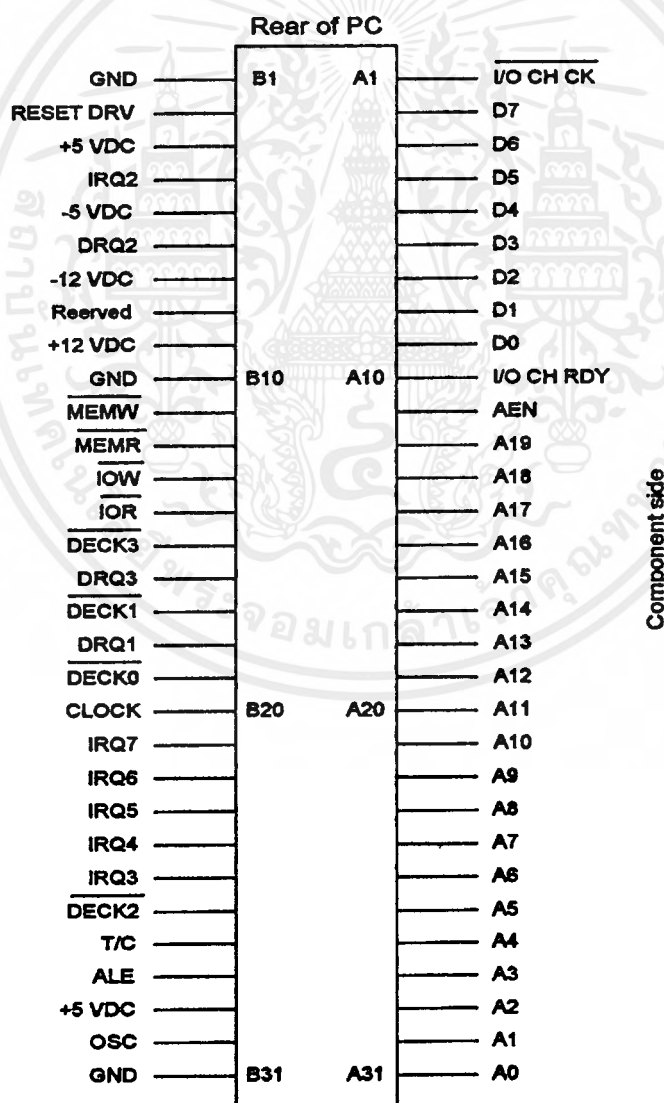 Rear of PC
GND B1 A1 I/O CH CK
RESET DRV D7
+5 VDC D6
IRQ2 D5
-5 VDC D4
DRQ2 D3
-12 VDC D2
Reerved D1
+12 VDC D0
GND B10 A10 I/O CH RDY
MEMW AEN
MEMR A19
IOW A18
IOR A17
DECK3 A16
DRQ3 A15
DECK1 A14
DRQ1 A13
DECK0 A12
CLOCK B20 A20 A11
IRQ7 A10
IRQ6 A9
IRQ5 A8
IRQ4 A7
IRQ3 A6
DECK2 A5
T/C A4
ALE A3
+5 VDC A2
OSC A1
GND B31 A31 A0
Component side